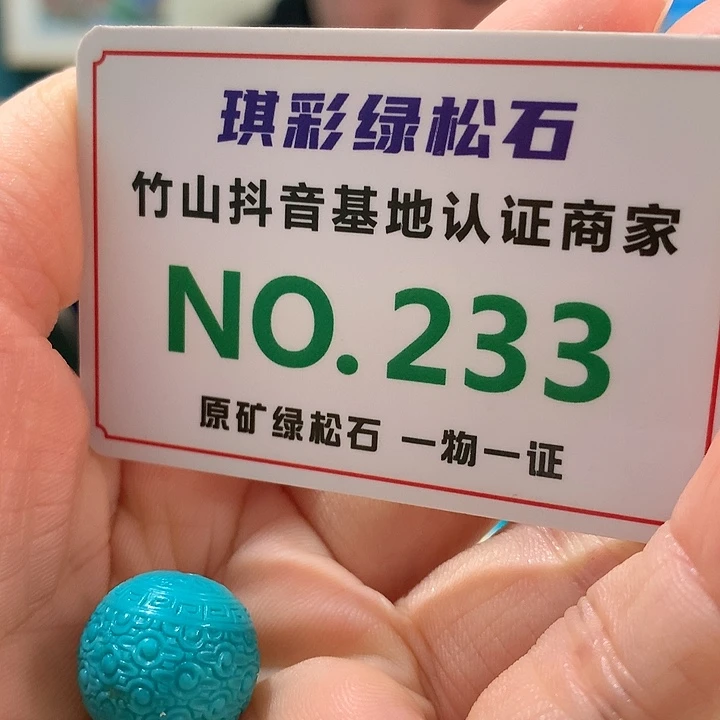 琪彩绿松石
竹山抖音基地认证商家
NO.233
原矿绿松石 一物一证